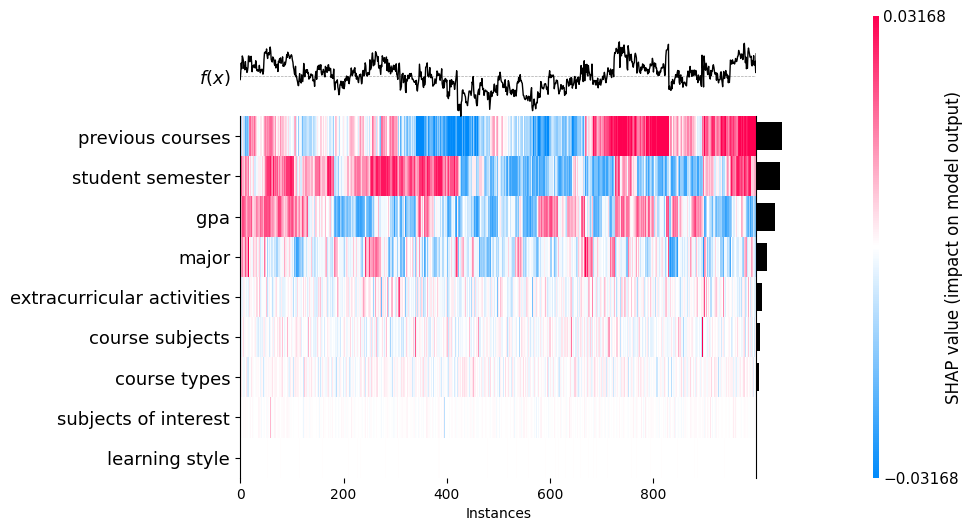 0.03168
f(x)
previous courses
student semester
gpa
major
extracurricular activities
course subjects
course types
subjects of interest
learning style
0 200 400 600 800
Instances
SHAP value (impact on model output)
−0.03168